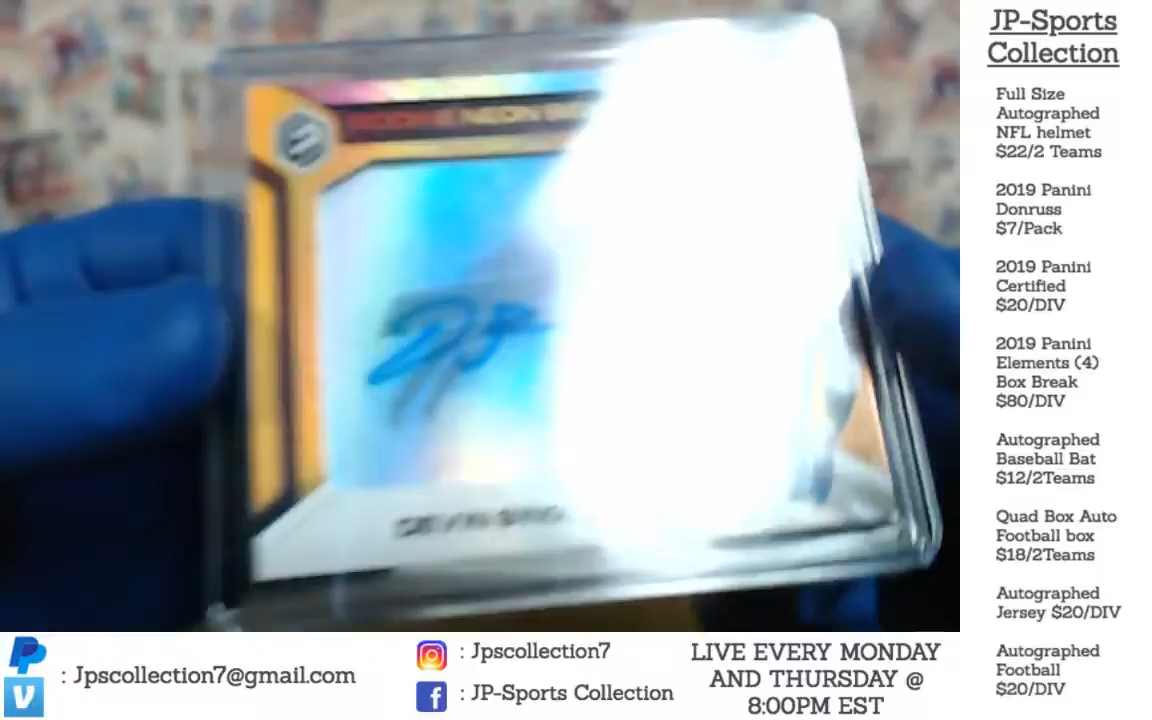 JP-Sports
Collection
Full Size
Autographed
NFL helmet
$22/2 Teams
2019 Panini
Donruss
$7/Pack
2019 Panini
Certified
$20/DIV
2019 Panini
Elements (4)
Box Break
$80/DIV
Autographed
Baseball Bat
$12/2Teams
Quad Box Auto
Football box
$18/2Teams
Autographed
Jersey $20/DIV
Autographed
Football
$20/DIV
NEON
DEVIN
: Jpscollection7@gmail.com
: Jpscollection7
: JP-Sports Collection
LIVE EVERY MONDAY
AND THURSDAY @
8:00PM EST